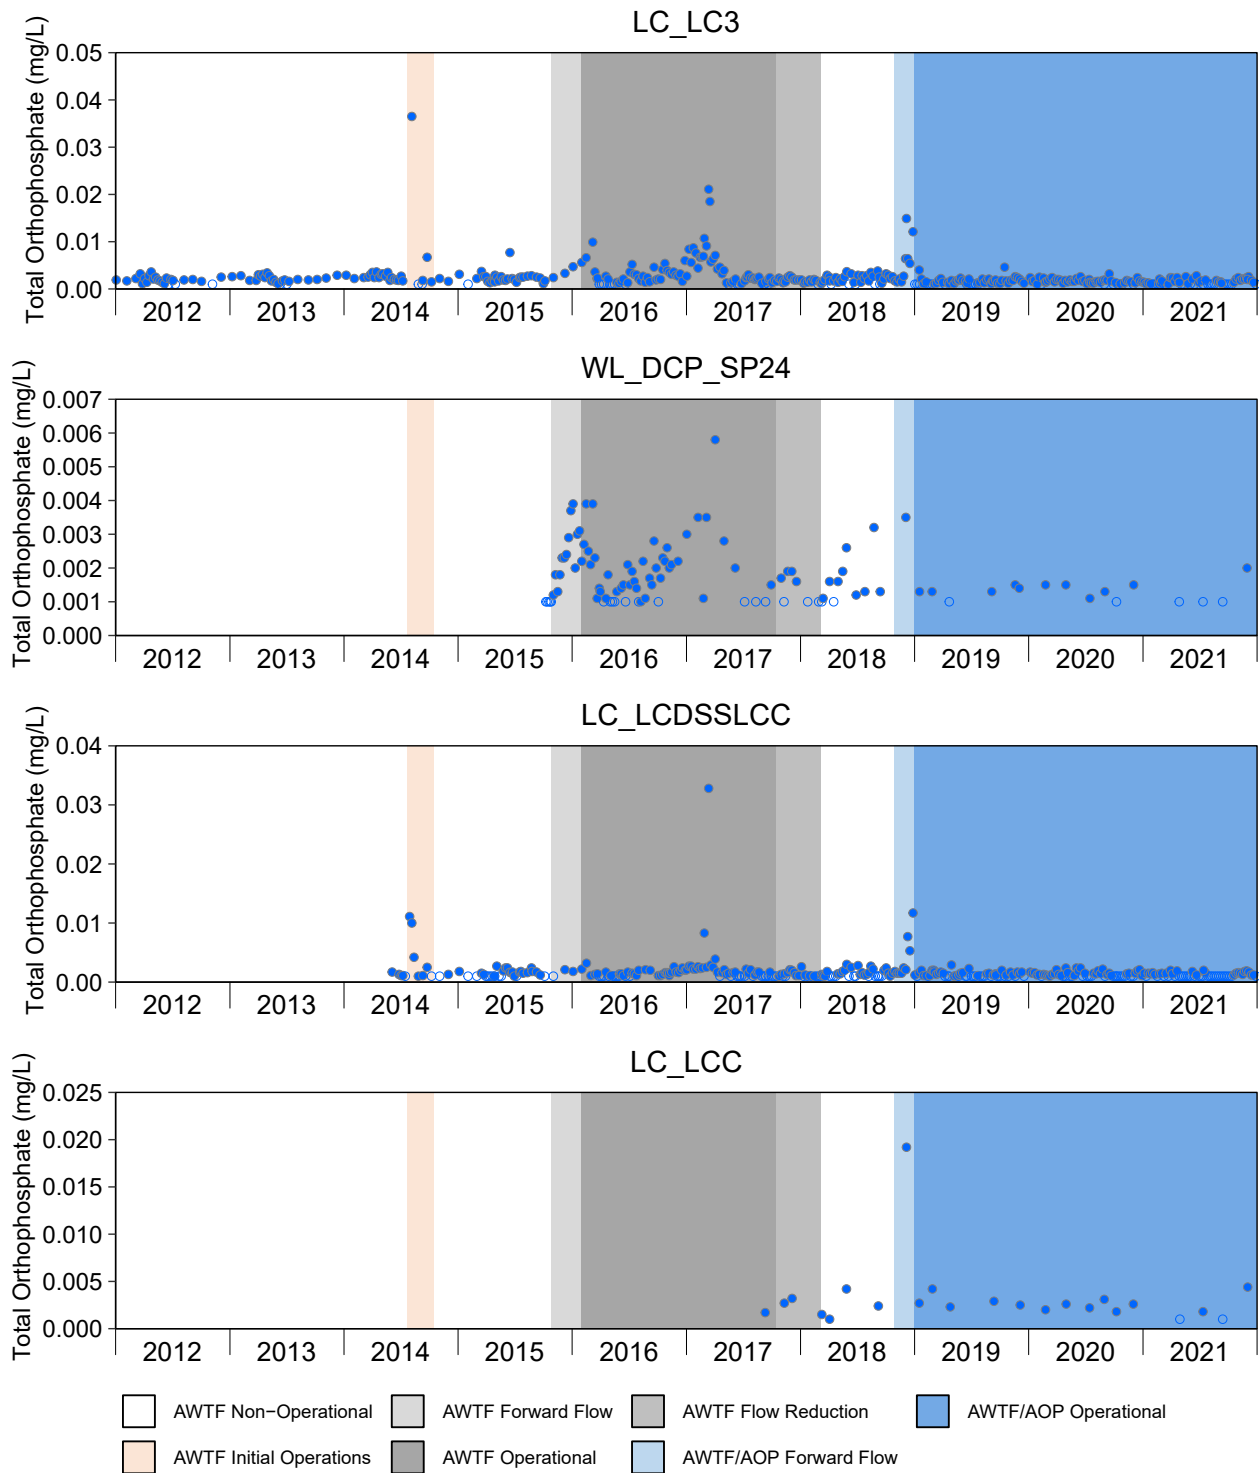 LC_LC3
Total Orthophosphate (mg/L)
0.05
0.04
0.03
0.02
0.01
0.00
2012 2013 2014 2015 2016 2017 2018 2019 2020 2021
WL_DCP_SP24
Total Orthophosphate (mg/L)
0.007
0.006
0.005
0.004
0.003
0.002
0.001
0.000
2012 2013 2014 2015 2016 2017 2018 2019 2020 2021
LC_LCDSSLCC
Total Orthophosphate (mg/L)
0.04
0.03
0.02
0.01
0.00
2012 2013 2014 2015 2016 2017 2018 2019 2020 2021
LC_LCC
Total Orthophosphate (mg/L)
0.025
0.020
0.015
0.010
0.005
0.000
2012 2013 2014 2015 2016 2017 2018 2019 2020 2021
AWTF Non−Operational AWTF Forward Flow AWTF Flow Reduction AWTF/AOP Operational
AWTF Initial Operations AWTF Operational AWTF/AOP Forward Flow